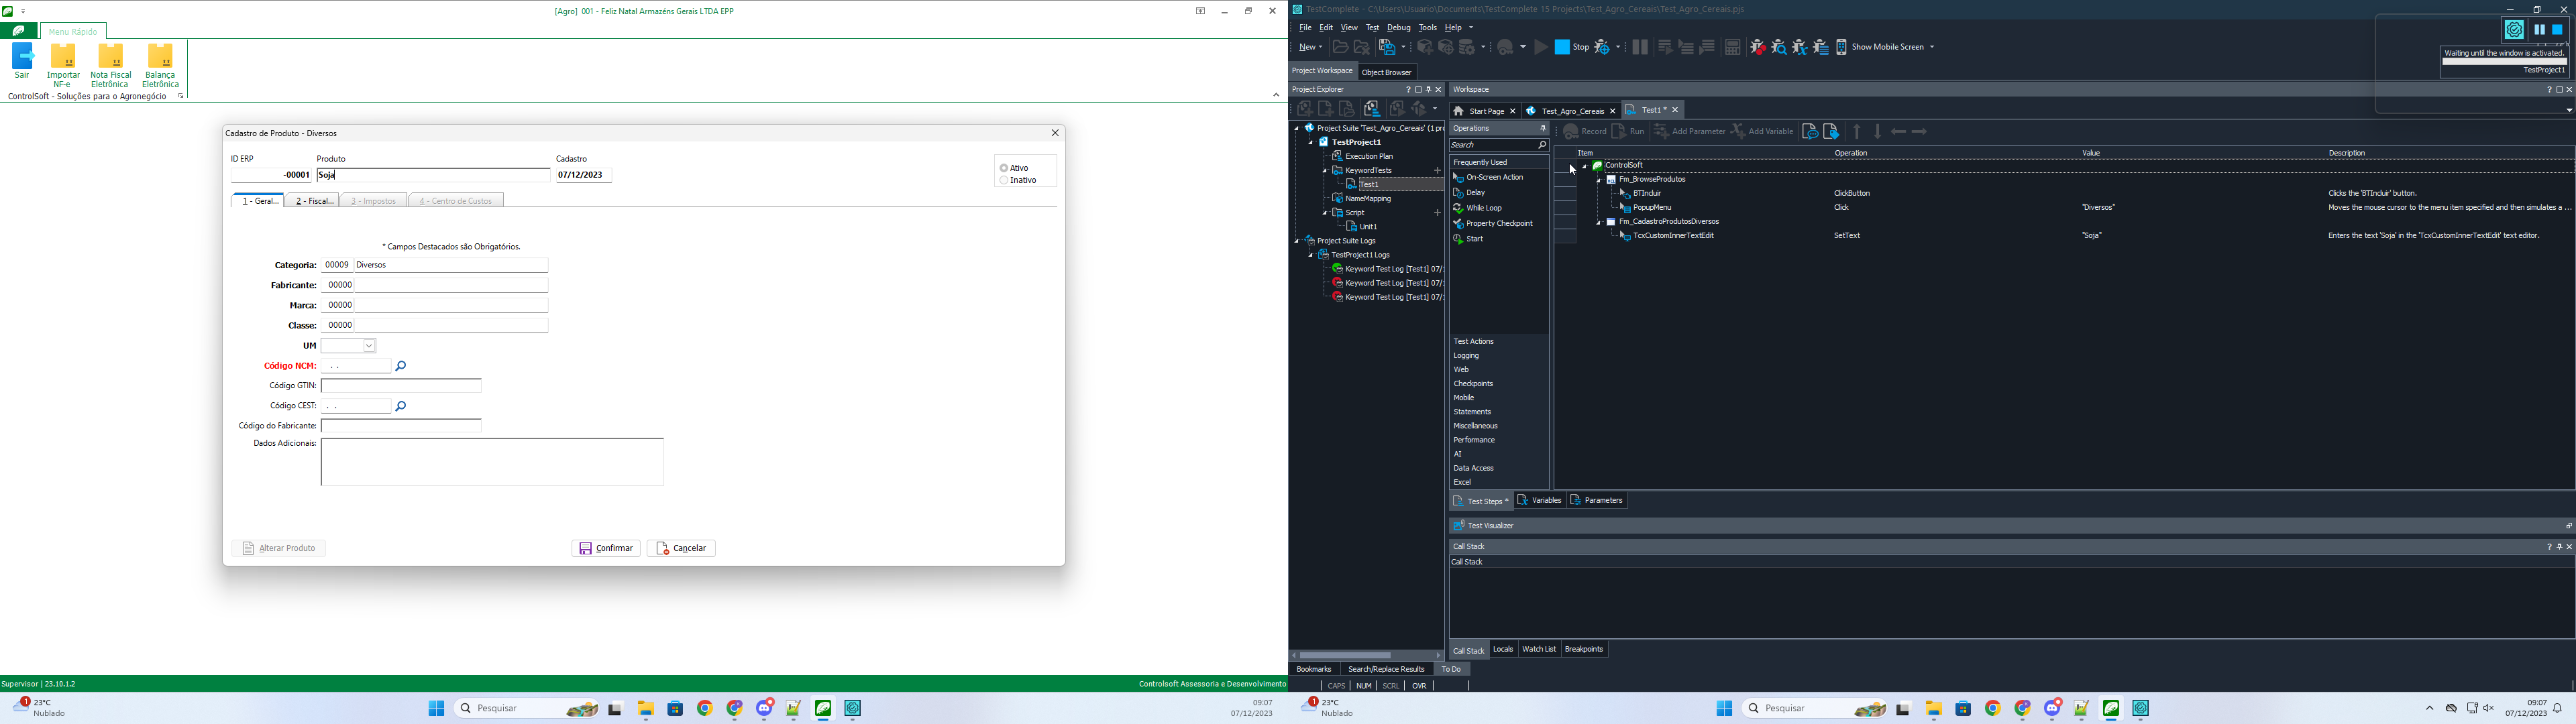 [Agro] 001 - Feliz Natal Armazéns Gerais LTDA EPP
Menu Rápido
Sair
Importar NF-e
Nota Fiscal Eletrônica
Balança Eletrônica
ControlSoft - Soluções para o Agronegócio
Cadastro de Produto - Diversos
ID ERP Produto Cadastro
-00001 Soja 07/12/2023
Ativo
Inativo
1 - Geral... 2 - Fiscal... 3 - Impostos 4 - Centro de Custos
* Campos Destacados são Obrigatórios.
Categoria: 00009 Diversos
Fabricante: 00000
Marca: 00000
Classe: 00000
UM
Código NCM: . .
Código GTIN:
Código CEST: . .
Código do Fabricante:
Dados Adicionais:
Alterar Produto Confirmar Cancelar
Supervisor | 23.10.1.2 Controlsoft Assessoria e Desenvolvimento
1 23°C
Nublado
Pesquisar
09:07
07/12/2023
TestComplete - C:\Users\Usuario\Documents\TestComplete 15 Projects\Test_Agro_Cereais\Test_Agro_Cereais.pjs
File Edit View Test Debug Tools Help
New Stop Show Mobile Screen
Waiting until the window is activated.
TestProject1
Project Workspace Object Browser
Project Explorer
Project Suite 'Test_Agro_Cereais' (1 pro
TestProject1
Execution Plan
KeywordTests
Test1
NameMapping
Script
Unit1
Project Suite Logs
TestProject1 Logs
Keyword Test Log [Test1] 07/
Keyword Test Log [Test1] 07/
Keyword Test Log [Test1] 07/
Workspace
Start Page Test_Agro_Cereais Test1 *
Operations
Search
Frequently Used
On-Screen Action
Delay
While Loop
Property Checkpoint
Start
Test Actions
Logging
Web
Checkpoints
Mobile
Statements
Miscellaneous
Performance
AI
Data Access
Excel
Record Run Add Parameter Add Variable
Item Operation Value Description
ControlSoft
Fm_BrowseProdutos
BTIncluir ClickButton Clicks the 'BTIncluir' button.
PopupMenu Click "Diversos" Moves the mouse cursor to the menu item specified and then simulates a ...
Fm_CadastroProdutosDiversos
TcxCustomInnerTextEdit SetText "Soja" Enters the text 'Soja' in the 'TcxCustomInnerTextEdit' text editor.
Test Steps * Variables Parameters
Test Visualizer
Call Stack
Call Stack
Call Stack Locals Watch List Breakpoints
Bookmarks Search/Replace Results To Do
CAPS NUM SCRL OVR
1 23°C
Nublado
Pesquisar
09:07
07/12/2023